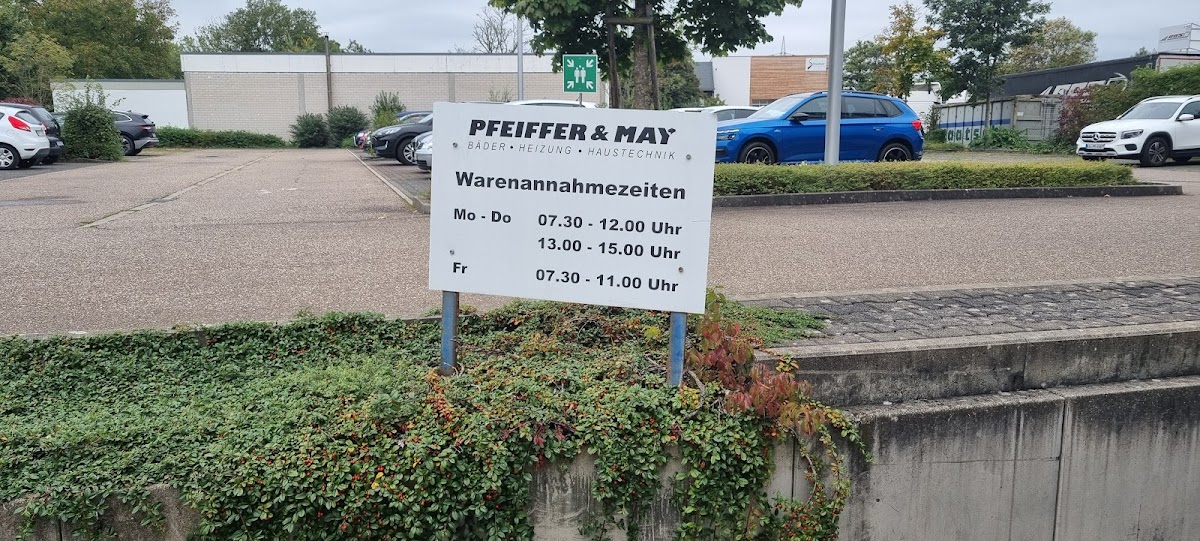 PFEIFFER & MAY
BÄDER • HEIZUNG • HAUSTECHNIK
Warenannahmezeiten
Mo - Do 07.30 - 12.00 Uhr
13.00 - 15.00 Uhr
Fr 07.30 - 11.00 Uhr